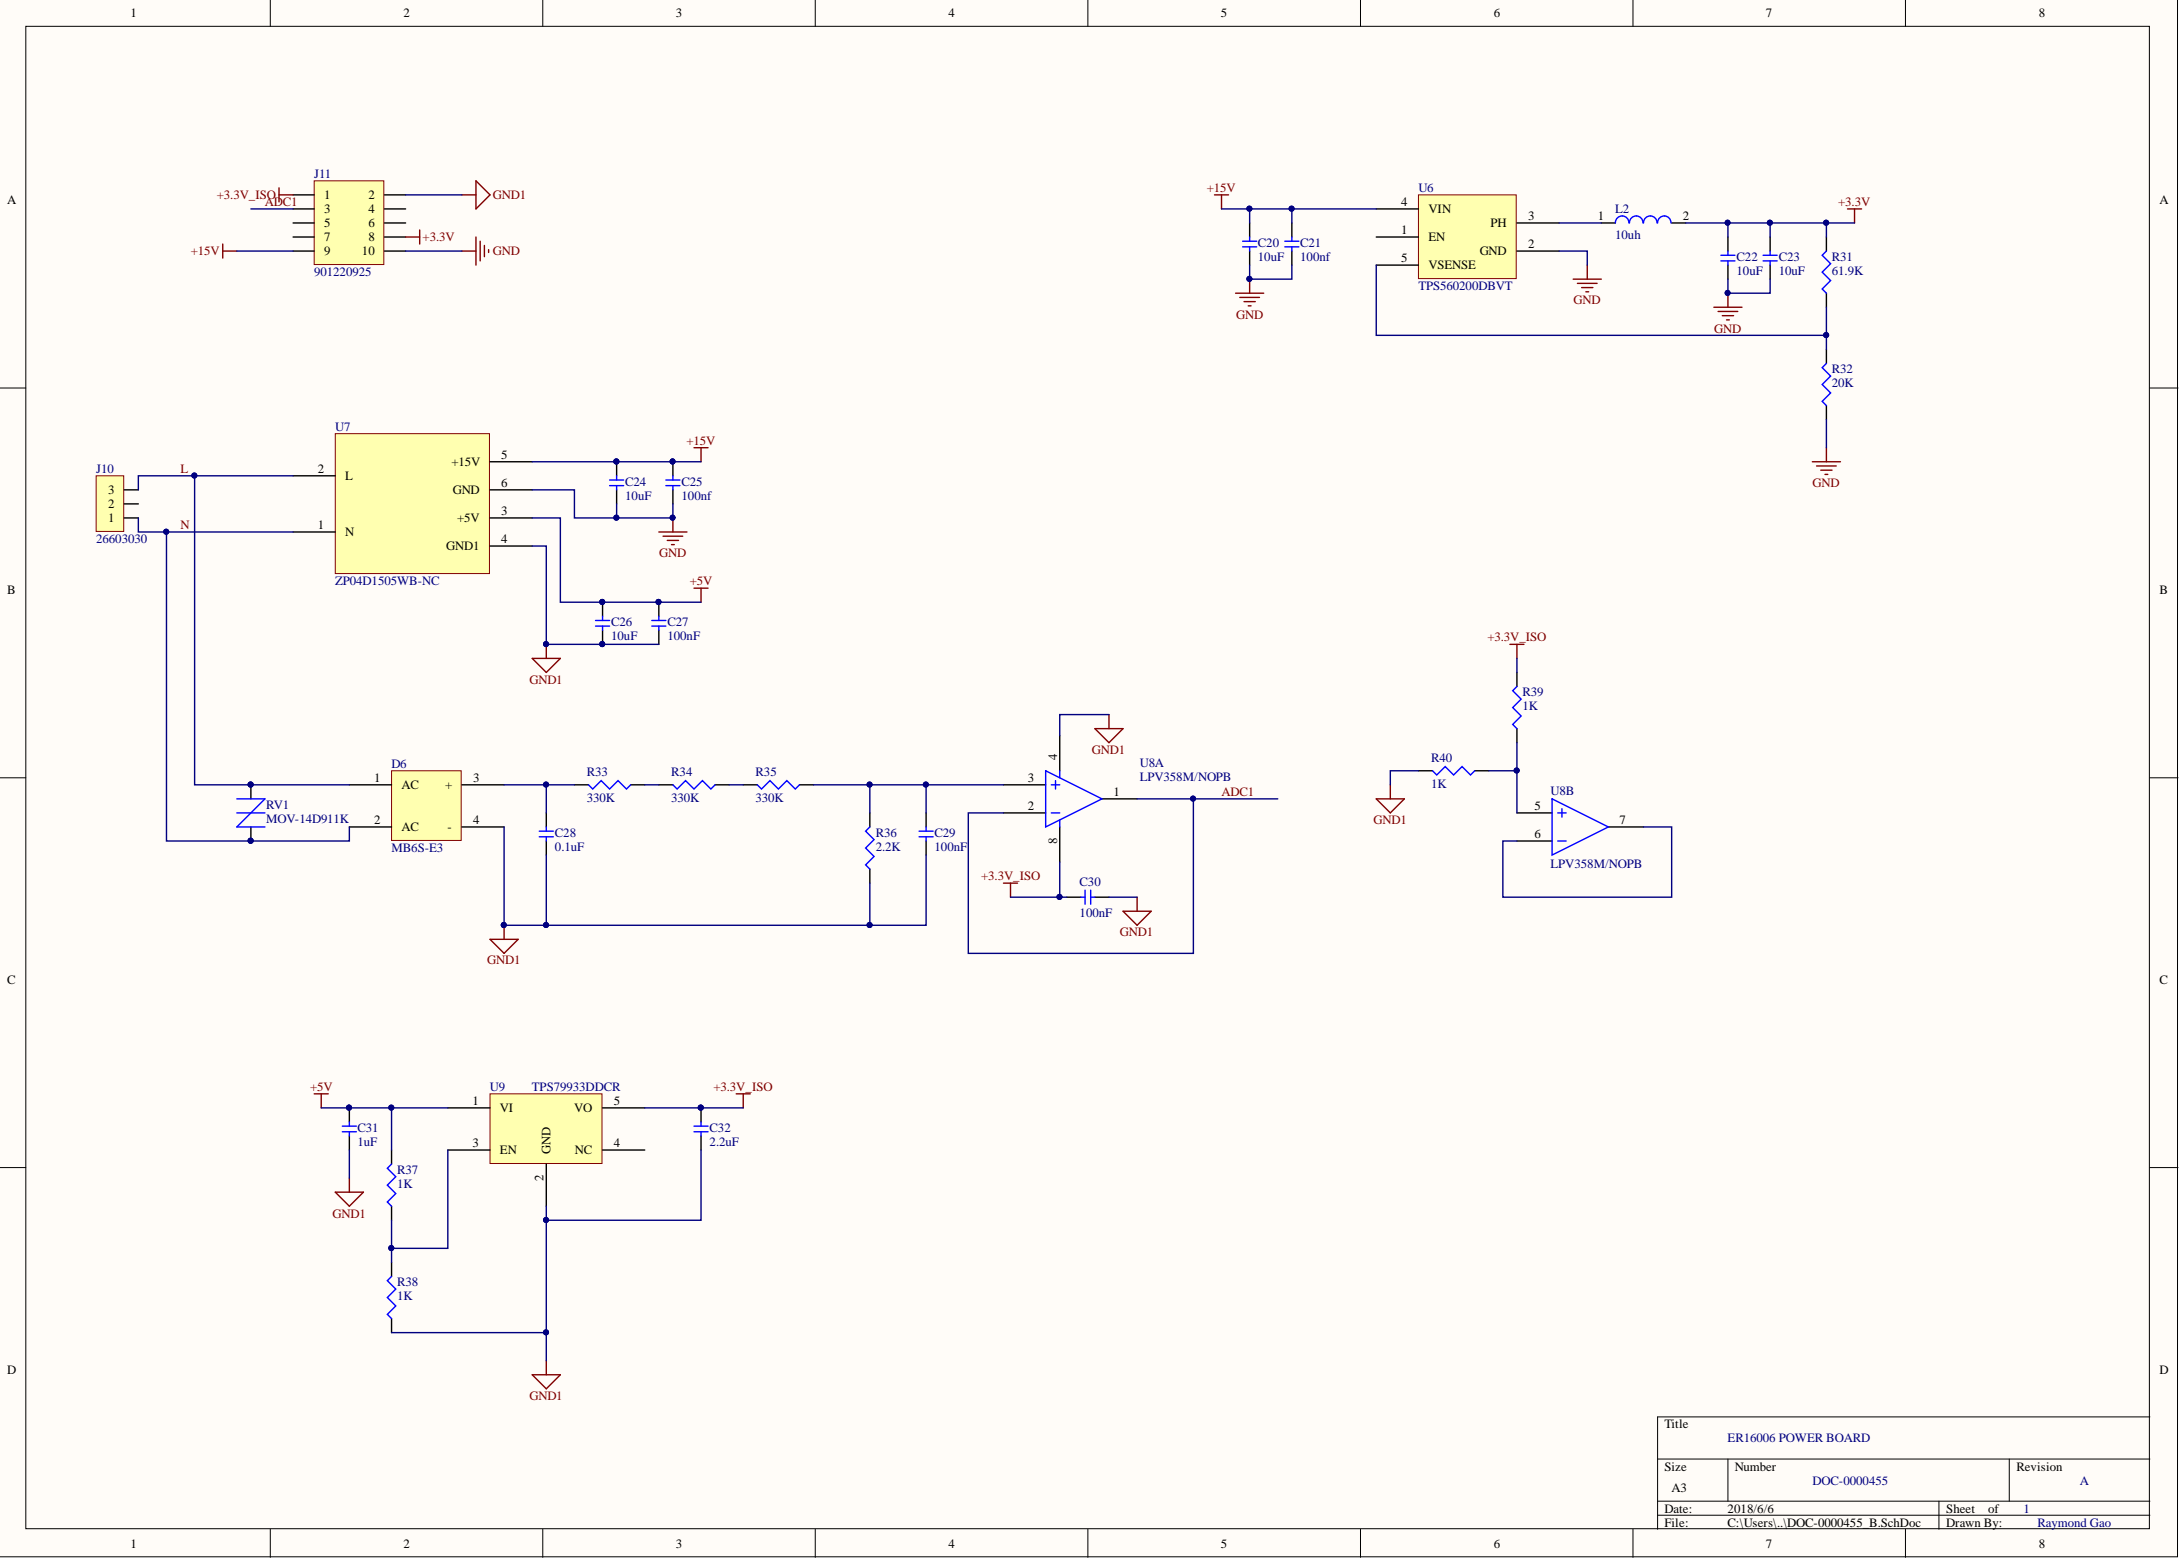 1 2 3 4 5 6 7 8
A A
B B
C C
D D
J11
+3.3V_ISO 1 2 GND1
ADC1 3 4
5 6
7 8 +3.3V
+15V 9 10 GND
901220925
+15V
C20 10uF
C21 100nf
GND
U6
4 VIN
1 EN
5 VSENSE
PH 3
GND 2
TPS560200DBVT
GND
1 L2 2
10uh
+3.3V
C22 10uF
C23 10uF
GND
R31
61.9K
R32
20K
GND
J10
3
2
1
26603030
L
N
U7
2 L
1 N
+15V 5
GND 6
+5V 3
GND1 4
ZP04D1505WB-NC
+15V
C24 10uF
C25 100nf
GND
+5V
C26 10uF
C27 100nF
GND1
RV1
MOV-14D911K
D6
1 AC + 3
2 AC - 4
MB6S-E3
GND1
C28
0.1uF
R33
330K
R34
330K
R35
330K
R36
2.2K
C29
100nF
GND1
U8A
LPV358M/NOPB
4
3
2
1
8
ADC1
+3.3V_ISO
C30
100nF
GND1
+3.3V_ISO
R39
1K
R40
1K
GND1
U8B
5
6
7
LPV358M/NOPB
+5V
C31
1uF
GND1
R37
1K
R38
1K
U9 TPS79933DDCR
1 VI VO 5
3 EN GND NC 4
2
+3.3V_ISO
C32
2.2uF
GND1
Title
ER16006 POWER BOARD
Size Number Revision
A3 DOC-0000455 A
Date: 2018/6/6 Sheet of 1
File: C:\Users\..\DOC-0000455_B.SchDoc Drawn By: Raymond Gao
1 2 3 4 5 6 7 8